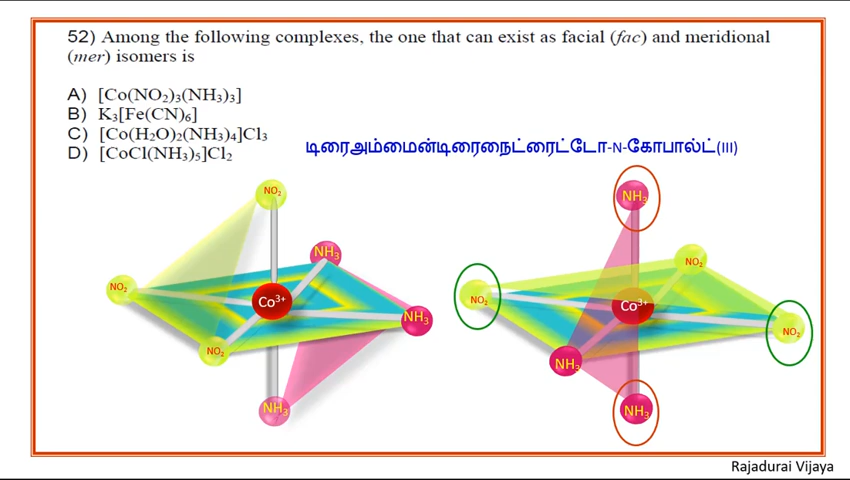 52) Among the following complexes, the one that can exist as facial (fac) and meridional
(mer) isomers is
A) [Co(NO₂)₃(NH₃)₃]
B) K₃[Fe(CN)₆]
C) [Co(H₂O)₂(NH₃)₄]Cl₃
D) [CoCl(NH₃)₅]Cl₂
டிரைஅம்மைன்டிரைநைட்ரைட்டோ-N-கோபால்ட்(III)
NO₂
NH₃
NO₂
Co³⁺
NH₃
NO₂
NH₃
NH₃
NO₂
NO₂
Co³⁺
NO₂
NH₃
NH₃
Rajadurai Vijaya